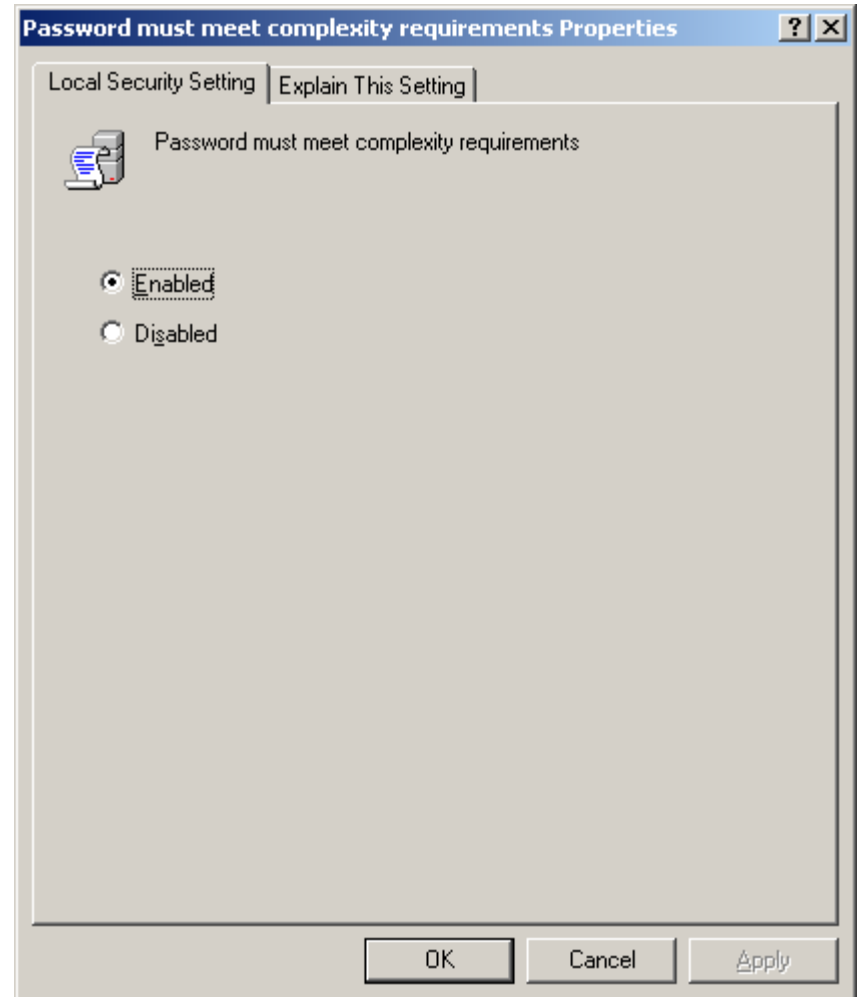 Password must meet complexity requirements Properties
Local Security Setting
Explain This Setting
Password must meet complexity requirements
Enabled
Disabled
OK
Cancel
Apply